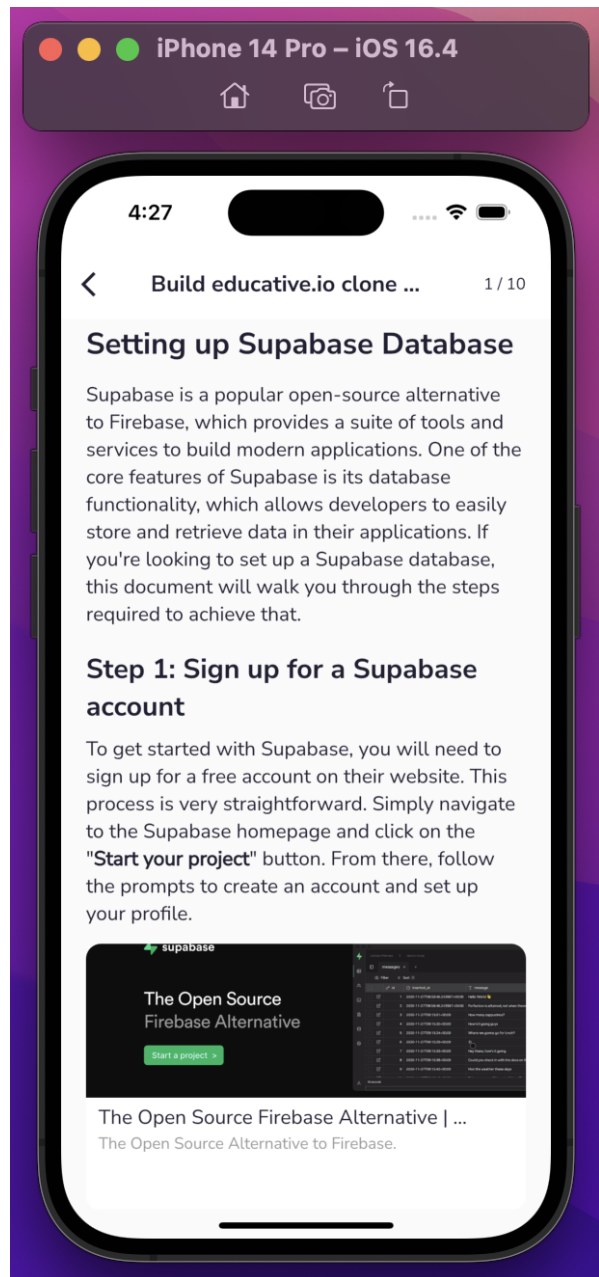 iPhone 14 Pro – iOS 16.4
4:27
Build educative.io clone ...
1 / 10
Setting up Supabase Database
Supabase is a popular open-source alternative
to Firebase, which provides a suite of tools and
services to build modern applications. One of the
core features of Supabase is its database
functionality, which allows developers to easily
store and retrieve data in their applications. If
you're looking to set up a Supabase database,
this document will walk you through the steps
required to achieve that.
Step 1: Sign up for a Supabase
account
To get started with Supabase, you will need to
sign up for a free account on their website. This
process is very straightforward. Simply navigate
to the Supabase homepage and click on the
"Start your project" button. From there, follow
the prompts to create an account and set up
your profile.
supabase
The Open Source
Firebase Alternative
Start a project >
The Open Source Firebase Alternative | ...
The Open Source Alternative to Firebase.